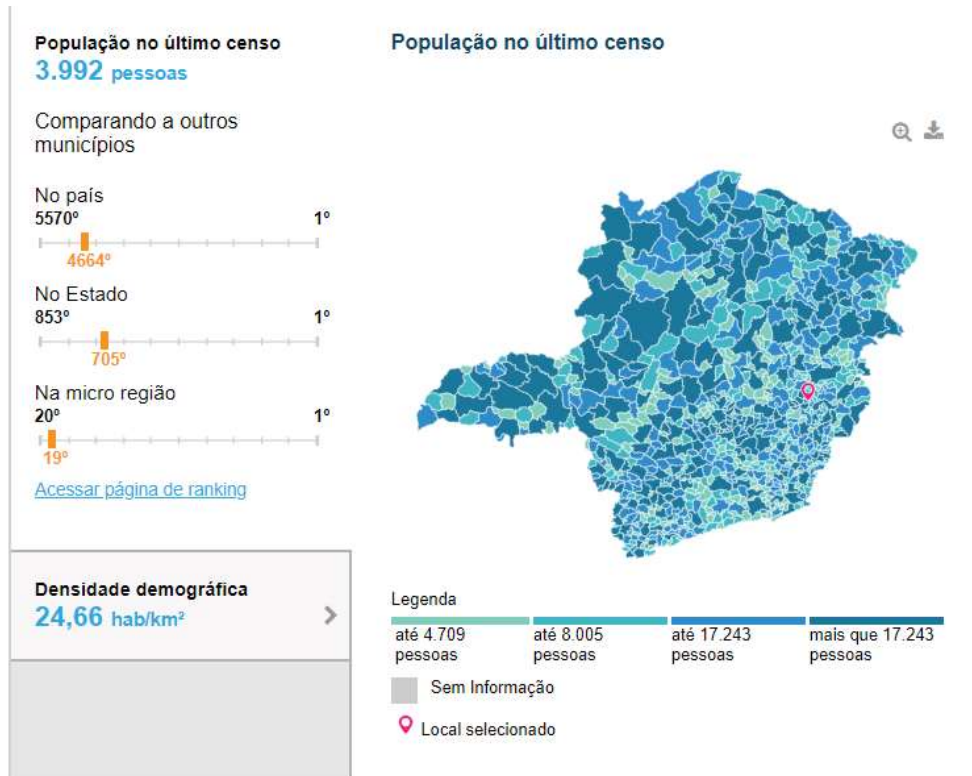 População no último censo
3.992 pessoas
Comparando a outros
municípios
No país
5570º 1º
4664º
No Estado
853º 1º
705º
Na micro região
20º 1º
19º
Acessar página de ranking
Densidade demográfica
24,66 hab/km²
População no último censo
Legenda
até 4.709 pessoas
até 8.005 pessoas
até 17.243 pessoas
mais que 17.243 pessoas
Sem Informação
Local selecionado